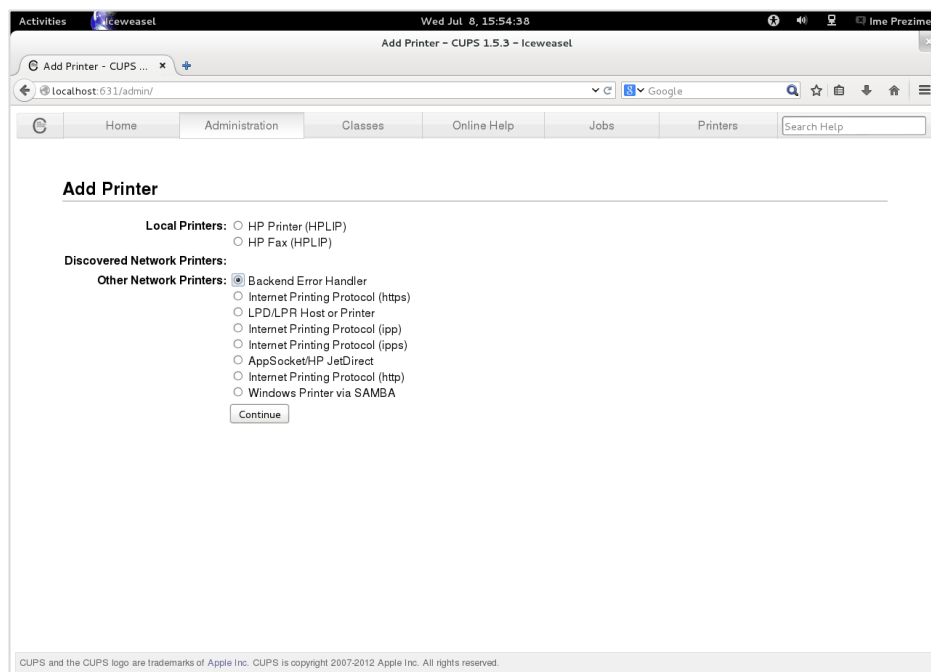 Activities Iceweasel Wed Jul 8, 15:54:38 Ime Prezime
Add Printer - CUPS 1.5.3 - Iceweasel
Add Printer - CUPS ...
localhost:631/admin/ Google
Home Administration Classes Online Help Jobs Printers Search Help
Add Printer
Local Printers: HP Printer (HPLIP)
HP Fax (HPLIP)
Discovered Network Printers:
Other Network Printers: Backend Error Handler
Internet Printing Protocol (https)
LPD/LPR Host or Printer
Internet Printing Protocol (ipp)
Internet Printing Protocol (ipps)
AppSocket/HP JetDirect
Internet Printing Protocol (http)
Windows Printer via SAMBA
Continue
CUPS and the CUPS logo are trademarks of Apple Inc. CUPS is copyright 2007-2012 Apple Inc. All rights reserved.